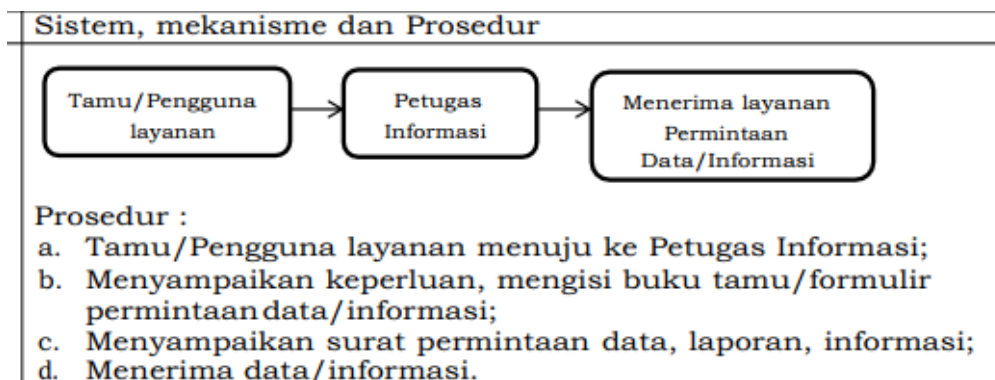 Sistem, mekanisme dan Prosedur
Tamu/Pengguna
layanan
Petugas
Informasi
Menerima layanan
Permintaan
Data/Informasi
Prosedur :
a. Tamu/Pengguna layanan menuju ke Petugas Informasi;
b. Menyampaikan keperluan, mengisi buku tamu/formulir
permintaan data/informasi;
c. Menyampaikan surat permintaan data, laporan, informasi;
d. Menerima data/informasi.